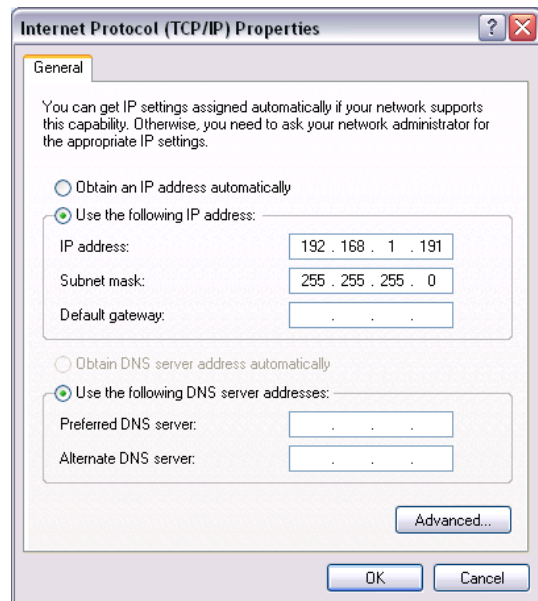 Internet Protocol (TCP/IP) Properties
General
You can get IP settings assigned automatically if your network supports
this capability. Otherwise, you need to ask your network administrator for
the appropriate IP settings.
Obtain an IP address automatically
Use the following IP address:
IP address: 192 . 168 . 1 . 191
Subnet mask: 255 . 255 . 255 . 0
Default gateway: . . .
Obtain DNS server address automatically
Use the following DNS server addresses:
Preferred DNS server: . . .
Alternate DNS server: . . .
Advanced...
OK Cancel